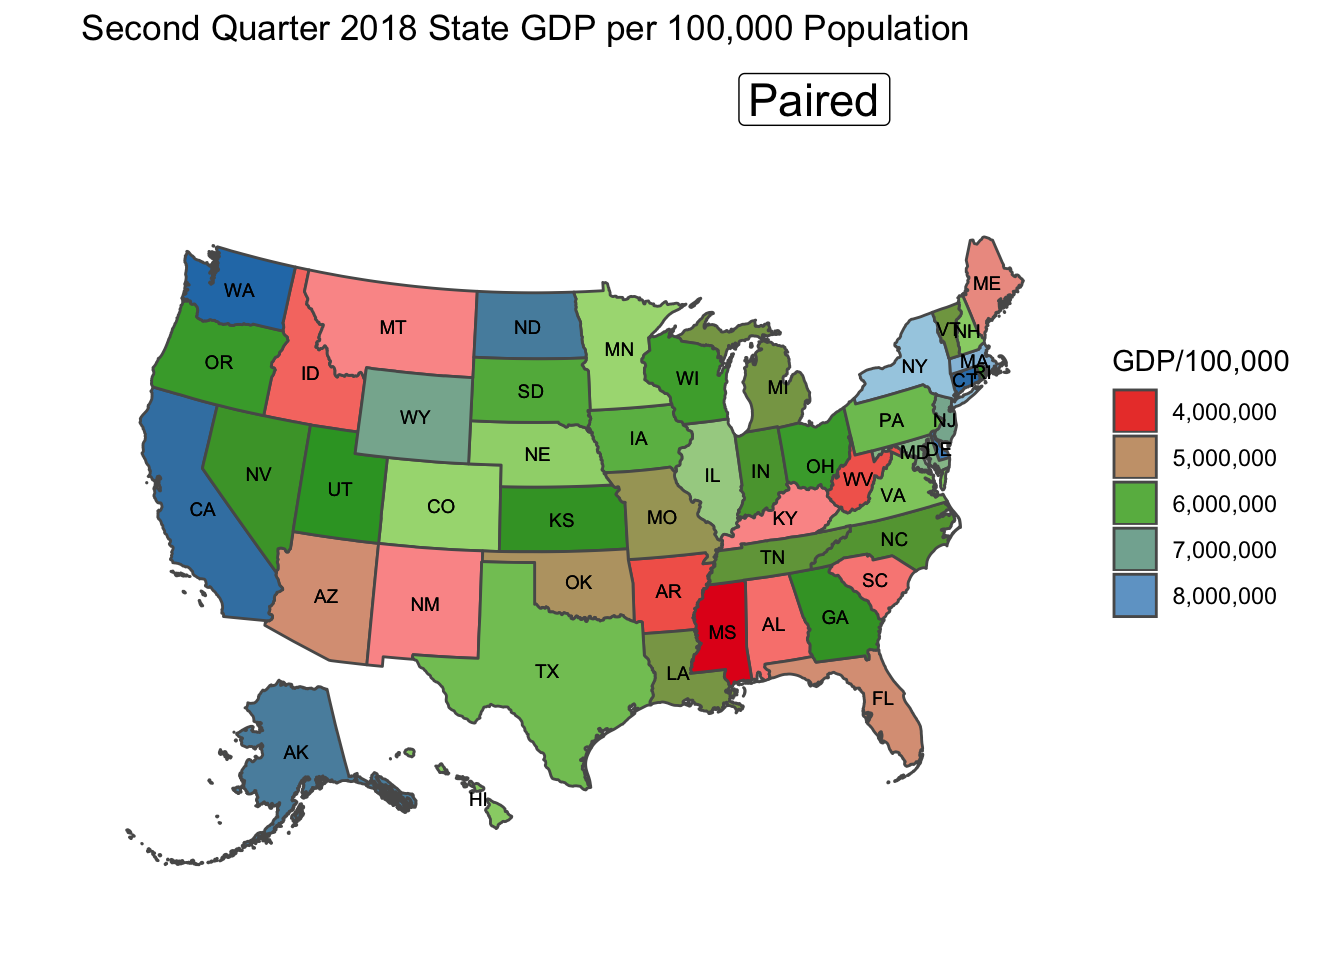 Second Quarter 2018 State GDP per 100,000 Population
Paired
ME
WA
MT
ND
VT
NH
MN
OR
NY
MA
ID
WI
RI
CT
MI
SD
WY
PA
NJ
IA
MD
DE
NE
NV
IL
IN
OH
WV
UT
VA
CA
CO
KS
MO
KY
NC
TN
AZ
OK
SC
NM
AR
GA
MS
AL
TX
LA
FL
AK
HI
GDP/100,000
4,000,000
5,000,000
6,000,000
7,000,000
8,000,000